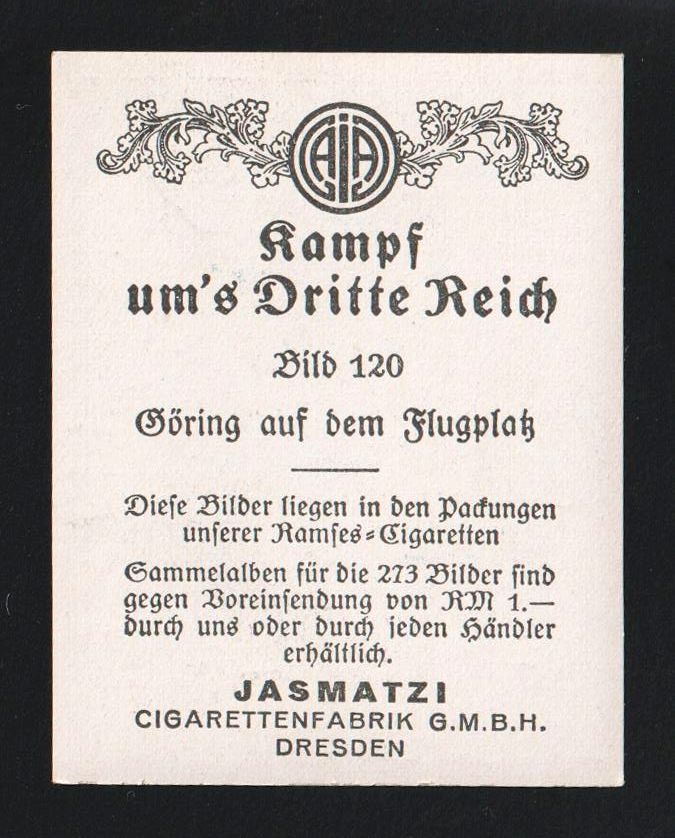 AJA
Kampf
um's Dritte Reich
Bild 120
Göring auf dem Flugplatz
Diese Bilder liegen in den Packungen
unserer Ramses=Cigaretten
Sammelalben für die 273 Bilder sind
gegen Voreinsendung von RM 1.—
durch uns oder durch jeden Händler
erhältlich.
JASMATZI
CIGARETTENFABRIK G.M.B.H.
DRESDEN